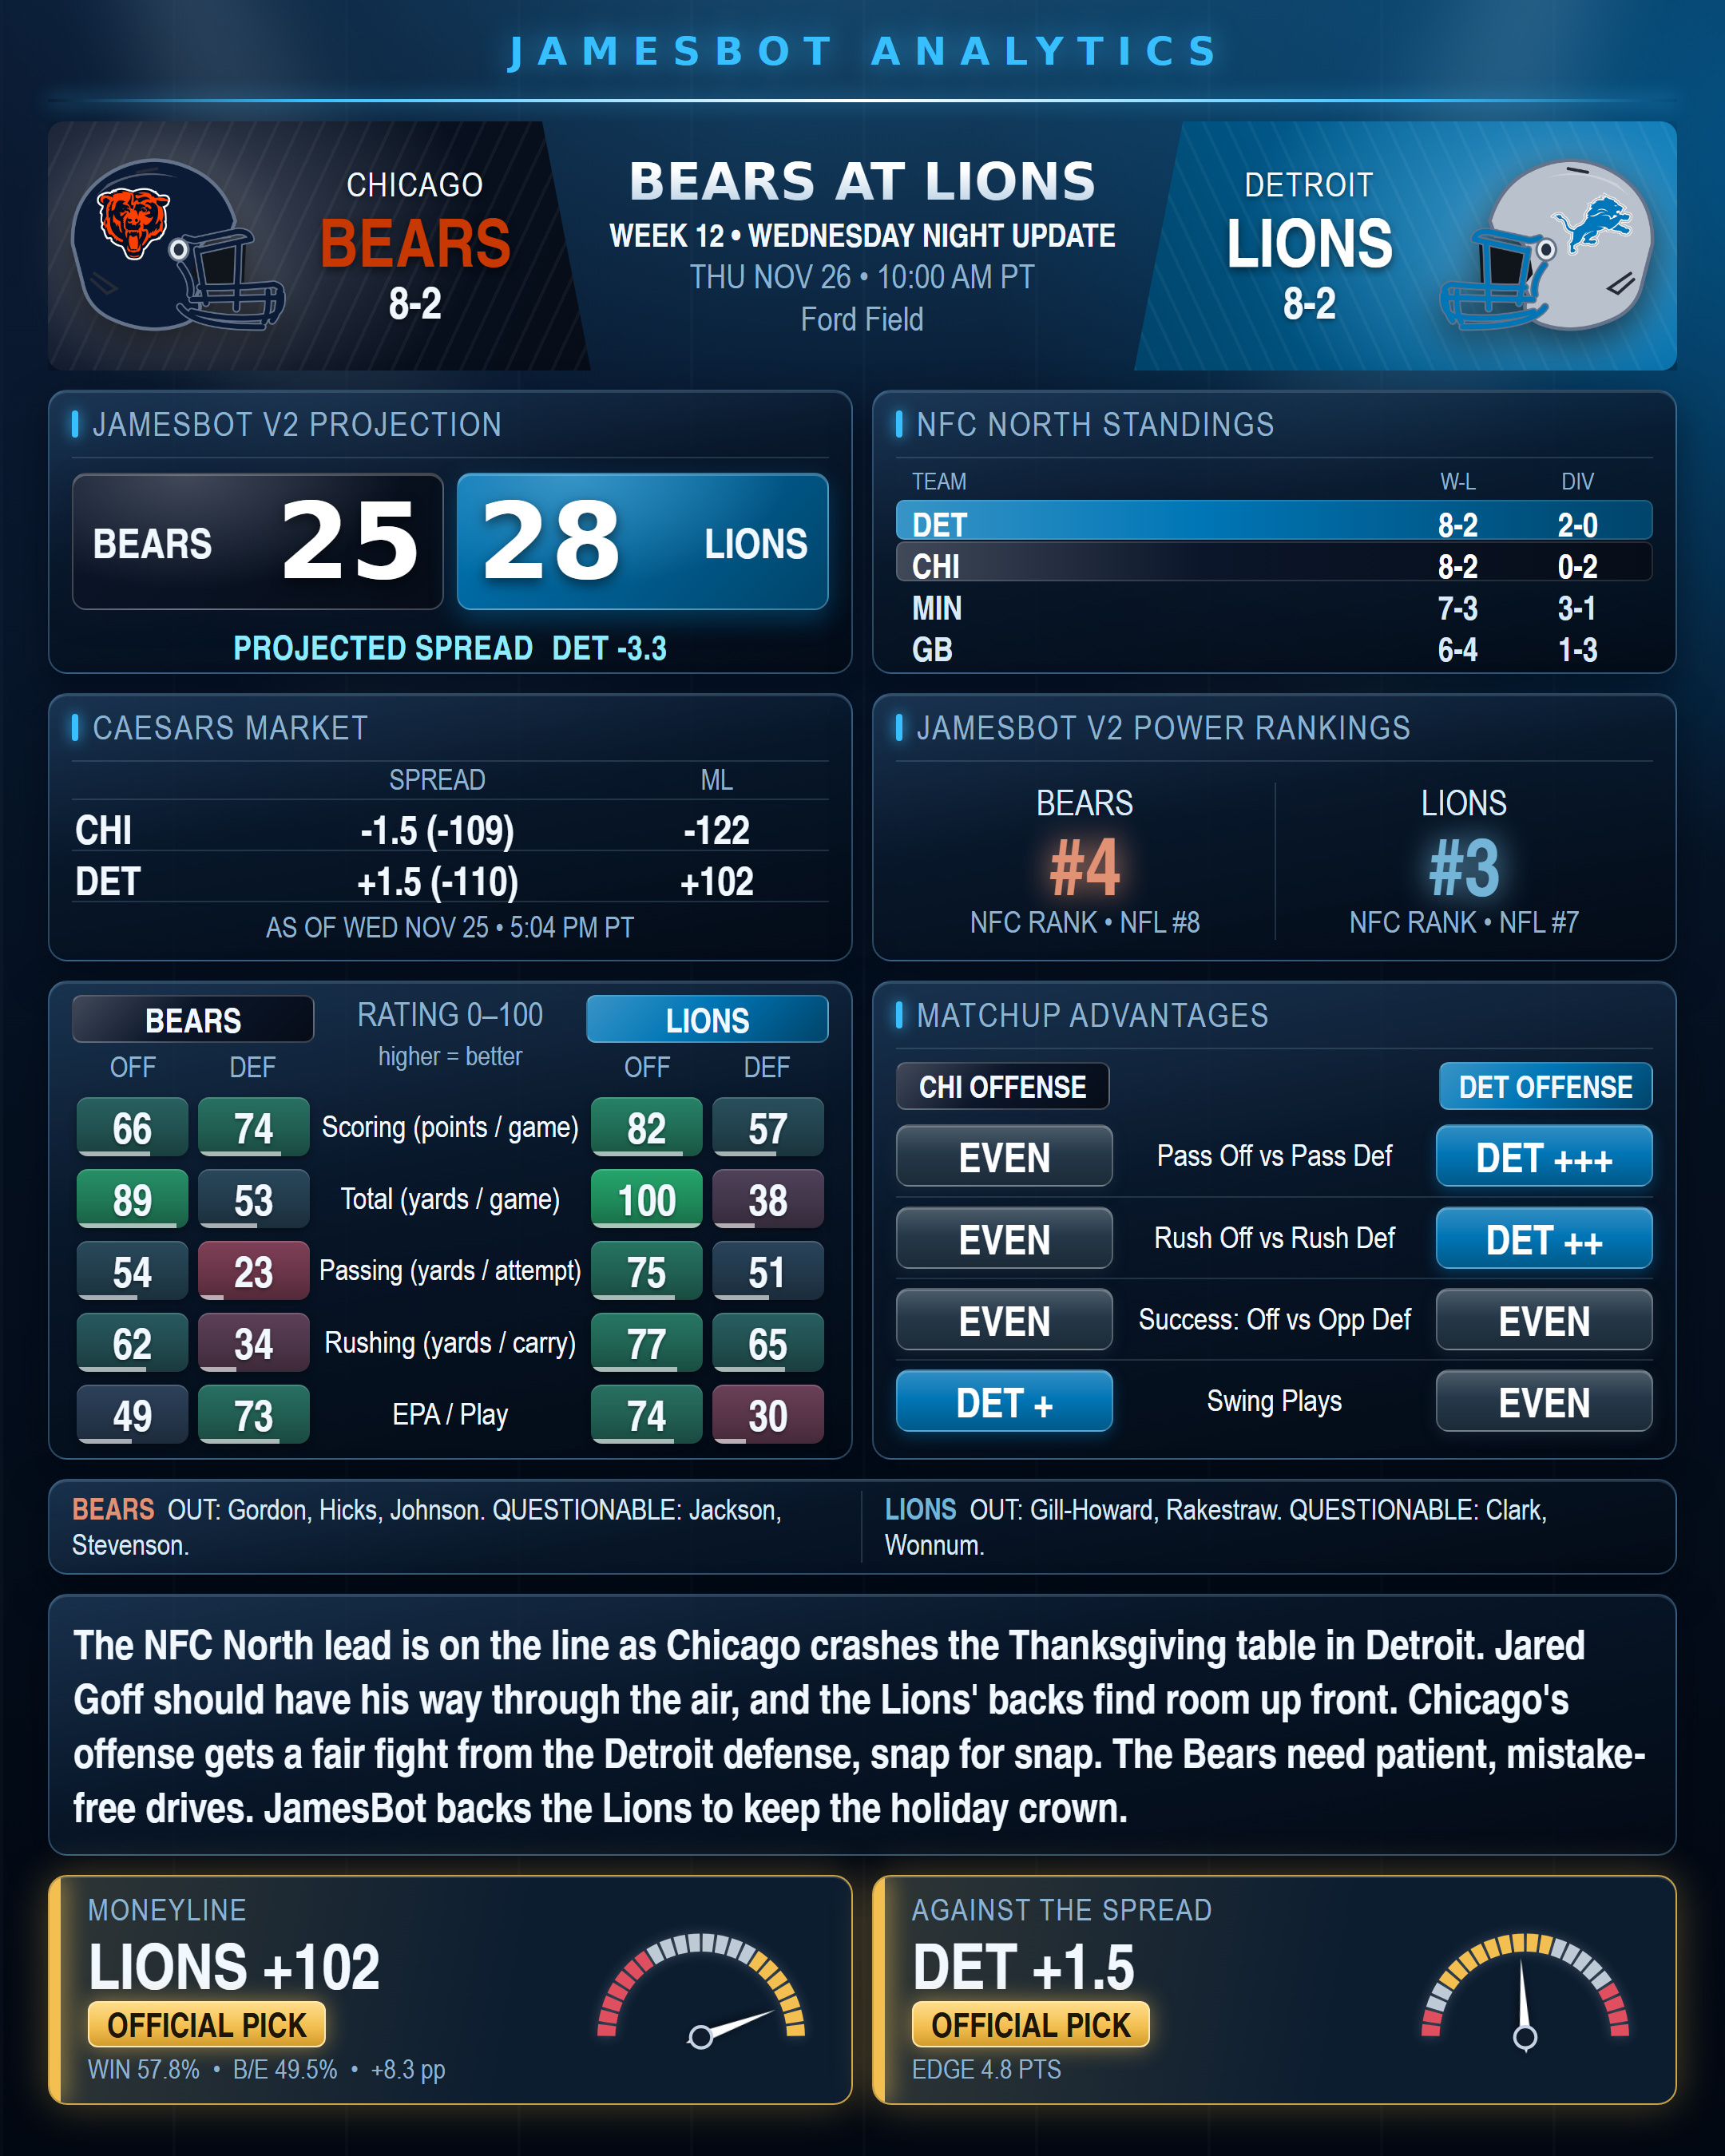 JAMESBOT ANALYTICS
CHICAGO
BEARS
8-2
BEARS AT LIONS
WEEK 12 • WEDNESDAY NIGHT UPDATE
THU NOV 26 • 10:00 AM PT
Ford Field
DETROIT
LIONS
8-2
JAMESBOT V2 PROJECTION
BEARS 25 28 LIONS
PROJECTED SPREAD DET -3.3
NFC NORTH STANDINGS
TEAM W-L DIV
DET 8-2 2-0
CHI 8-2 0-2
MIN 7-3 3-1
GB 6-4 1-3
CAESARS MARKET
SPREAD ML
CHI -1.5 (-109) -122
DET +1.5 (-110) +102
AS OF WED NOV 25 • 5:04 PM PT
JAMESBOT V2 POWER RANKINGS
BEARS LIONS
#4 #3
NFC RANK • NFL #8 NFC RANK • NFL #7
BEARS RATING 0–100 LIONS
OFF DEF higher = better OFF DEF
66 74 Scoring (points / game) 82 57
89 53 Total (yards / game) 100 38
54 23 Passing (yards / attempt) 75 51
62 34 Rushing (yards / carry) 77 65
49 73 EPA / Play 74 30
MATCHUP ADVANTAGES
CHI OFFENSE DET OFFENSE
EVEN Pass Off vs Pass Def DET +++
EVEN Rush Off vs Rush Def DET ++
EVEN Success: Off vs Opp Def EVEN
DET + Swing Plays EVEN
BEARS OUT: Gordon, Hicks, Johnson. QUESTIONABLE: Jackson,
Stevenson.
LIONS OUT: Gill-Howard, Rakestraw. QUESTIONABLE: Clark,
Wonnum.
The NFC North lead is on the line as Chicago crashes the Thanksgiving table in Detroit. Jared
Goff should have his way through the air, and the Lions' backs find room up front. Chicago's
offense gets a fair fight from the Detroit defense, snap for snap. The Bears need patient, mistake-
free drives. JamesBot backs the Lions to keep the holiday crown.
MONEYLINE
LIONS +102
OFFICIAL PICK
WIN 57.8% • B/E 49.5% • +8.3 pp
AGAINST THE SPREAD
DET +1.5
OFFICIAL PICK
EDGE 4.8 PTS